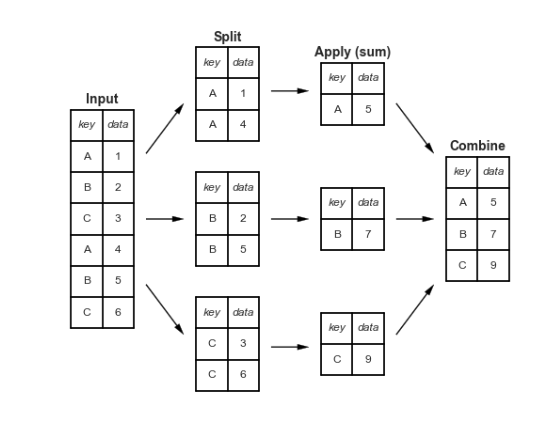 Input
key data
A 1
B 2
C 3
A 4
B 5
C 6
Split
key data
A 1
A 4
key data
B 2
B 5
key data
C 3
C 6
Apply (sum)
key data
A 5
key data
B 7
key data
C 9
Combine
key data
A 5
B 7
C 9